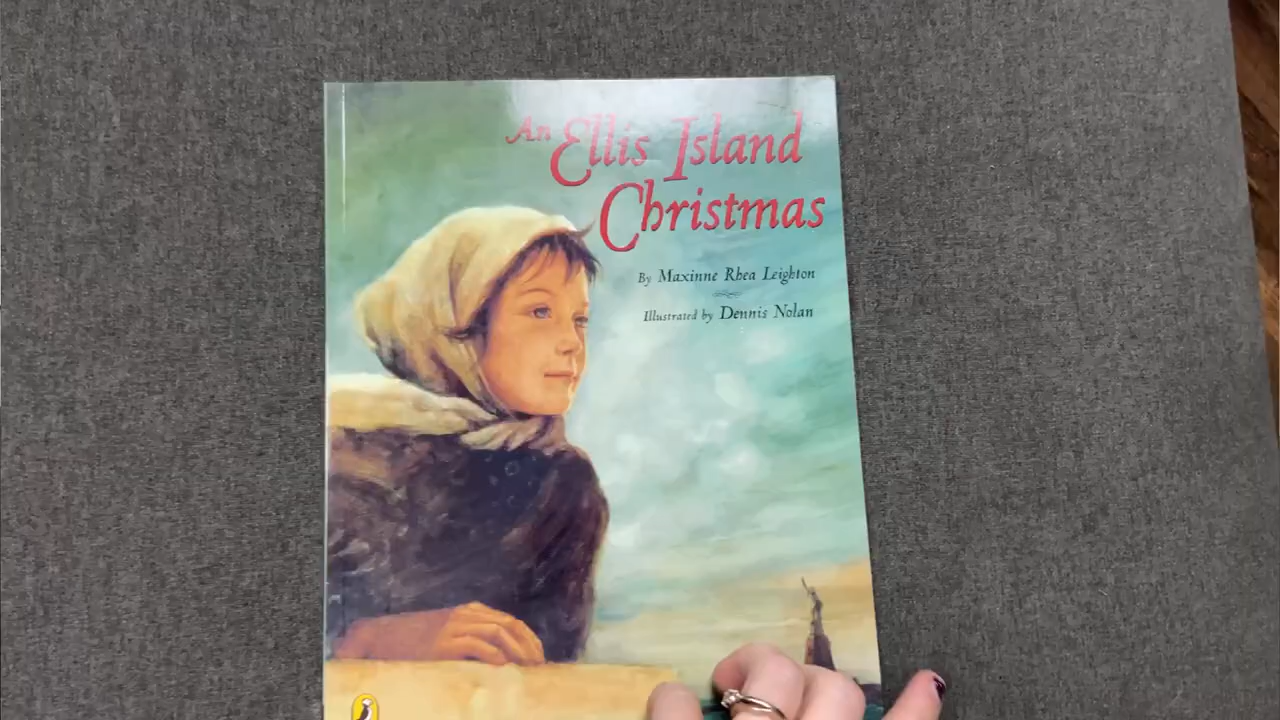 An Ellis Island
Christmas
By Maxinne Rhea Leighton
Illustrated by Dennis Nolan